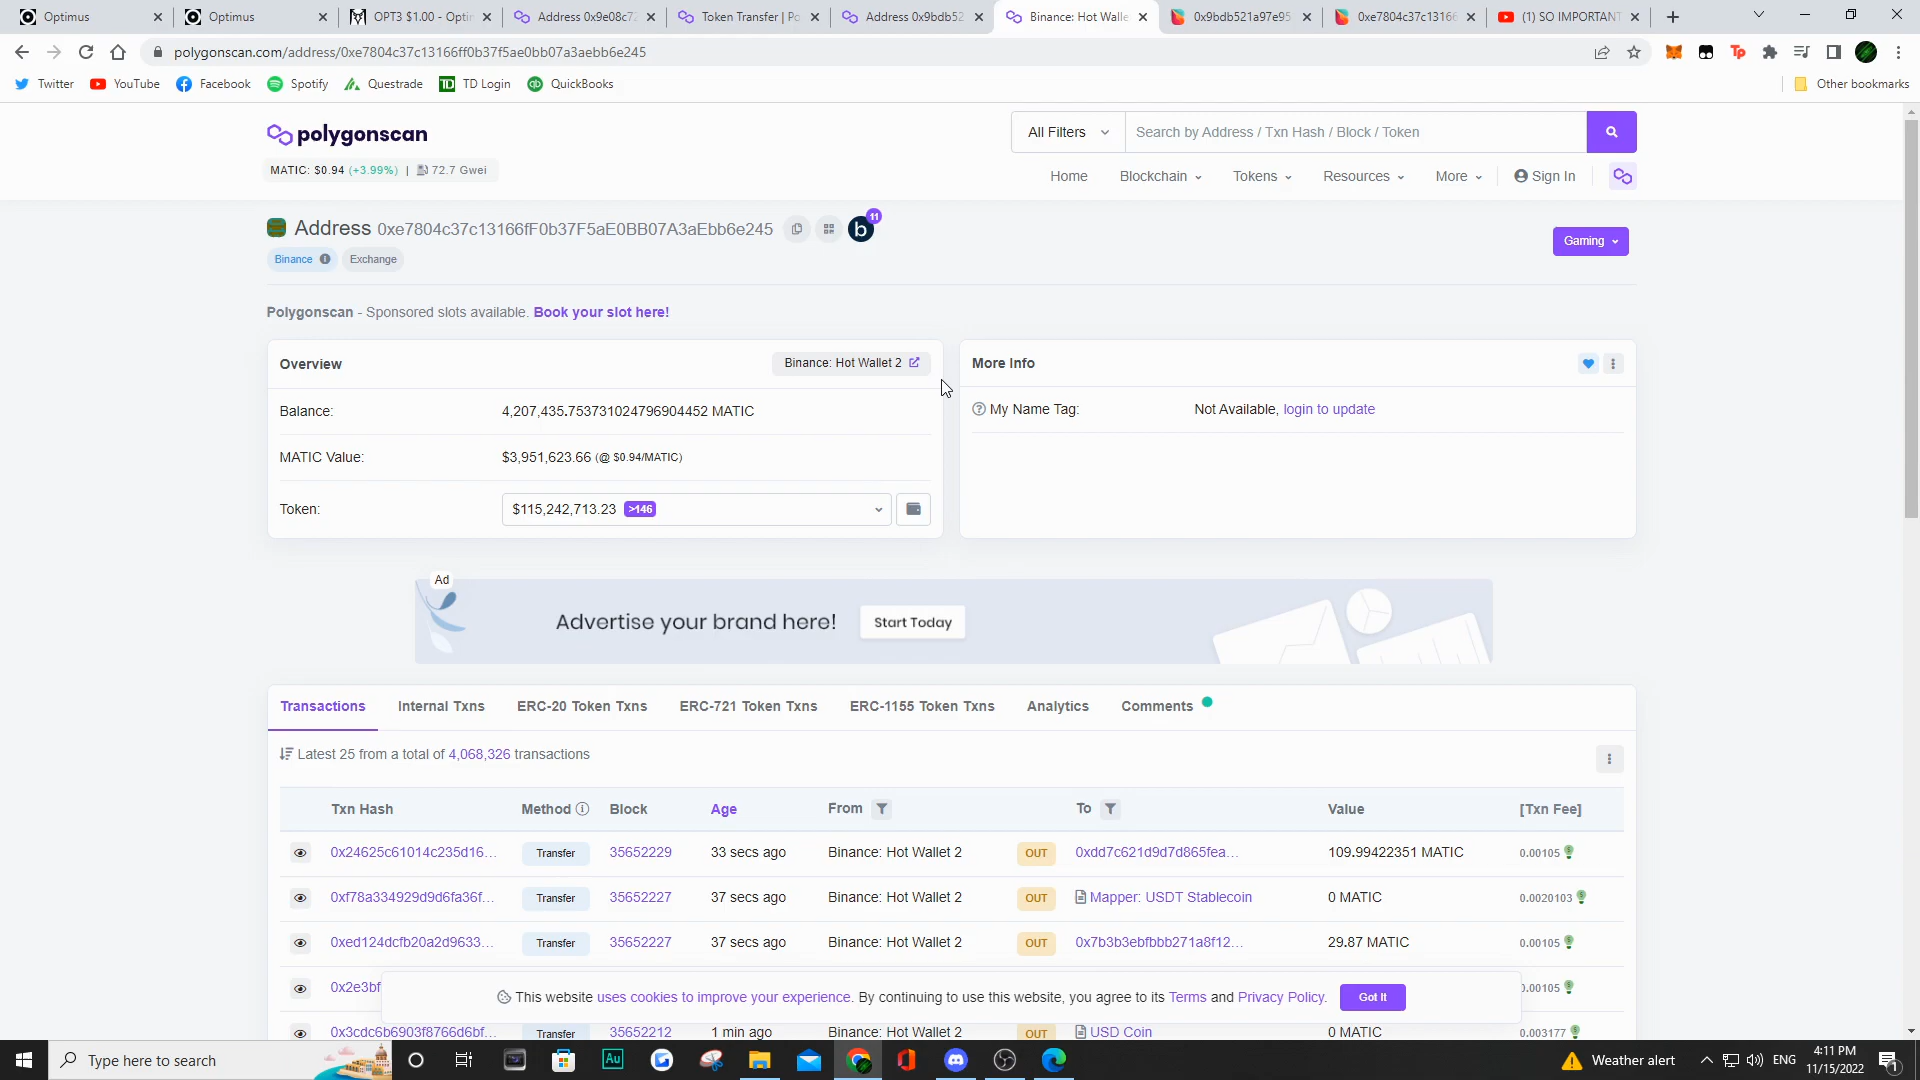 Optimus
Optimus
OPT3 $1.00 - Optin
Address 0x9e08c72
Token Transfer | Po
Address 0x9bdb52
Binance: Hot Walle
0x9bdb521a97e95
0xe7804c37c13166
(1) SO IMPORTANT
polygonscan.com/address/0xe7804c37c13166ff0b37f5ae0bb07a3aebb6e245
Twitter YouTube Facebook Spotify Questrade TD Login QuickBooks Other bookmarks
polygonscan
All Filters Search by Address / Txn Hash / Block / Token
MATIC: $0.94 (+3.99%) | 72.7 Gwei
Home Blockchain Tokens Resources More Sign In
Address 0xe7804c37c13166fF0b37F5aE0BB07A3aEbb6e245 b 11
Gaming
Binance Exchange
Polygonscan - Sponsored slots available. Book your slot here!
Overview Binance: Hot Wallet 2
Balance: 4,207,435.753731024796904452 MATIC
MATIC Value: $3,951,623.66 (@ $0.94/MATIC)
Token: $115,242,713.23 >146
More Info
My Name Tag: Not Available, login to update
Ad
Advertise your brand here! Start Today
Transactions Internal Txns ERC-20 Token Txns ERC-721 Token Txns ERC-1155 Token Txns Analytics Comments
Latest 25 from a total of 4,068,326 transactions
Txn Hash Method Block Age From To Value [Txn Fee]
0x24625c61014c235d16... Transfer 35652229 33 secs ago Binance: Hot Wallet 2 OUT 0xdd7c621d9d7d865fea... 109.99422351 MATIC 0.00105
0xf78a334929d9d6fa36f... Transfer 35652227 37 secs ago Binance: Hot Wallet 2 OUT Mapper: USDT Stablecoin 0 MATIC 0.0020103
0xed124dcfb20a2d9633... Transfer 35652227 37 secs ago Binance: Hot Wallet 2 OUT 0x7b3b3ebfbbb271a8f12... 29.87 MATIC 0.00105
0x2e3bf 0.00105
This website uses cookies to improve your experience. By continuing to use this website, you agree to its Terms and Privacy Policy. Got It
0x3cdc6b6903f8766d6bf... Transfer 35652212 1 min ago Binance: Hot Wallet 2 OUT USD Coin 0 MATIC 0.003177
Type here to search
Au
Weather alert
ENG
4:11 PM
11/15/2022
1